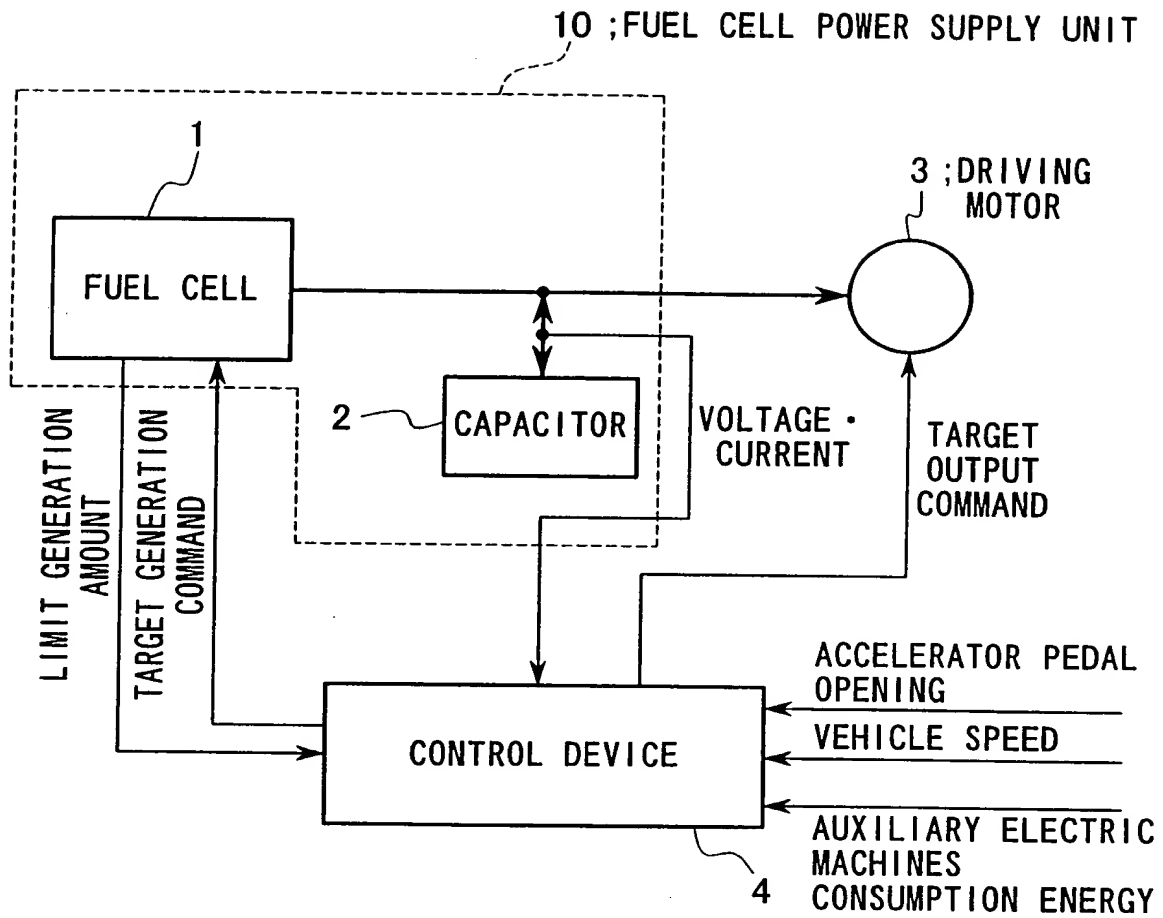 10 ;FUEL CELL POWER SUPPLY UNIT
1
3 ;DRIVING
MOTOR
FUEL CELL
2
CAPACITOR
VOLTAGE・
CURRENT
TARGET
OUTPUT
COMMAND
LIMIT GENERATION
AMOUNT
TARGET GENERATION
COMMAND
CONTROL DEVICE
ACCELERATOR PEDAL
OPENING
VEHICLE SPEED
AUXILIARY ELECTRIC
MACHINES
CONSUMPTION ENERGY
4